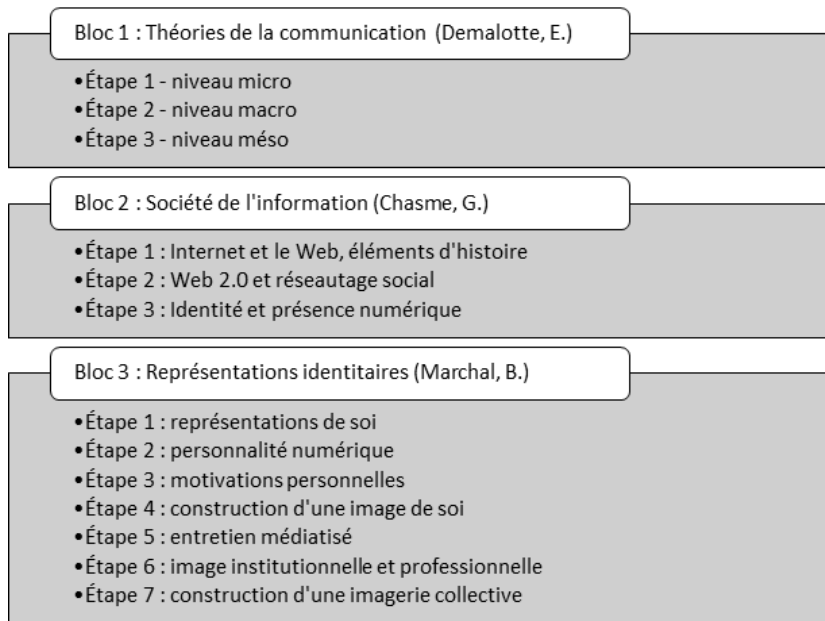 Bloc 1 : Théories de la communication (Demalotte, E.)
•Étape 1 - niveau micro
•Étape 2 - niveau macro
•Étape 3 - niveau méso
Bloc 2 : Société de l'information (Chasme, G.)
•Étape 1 : Internet et le Web, éléments d'histoire
•Étape 2 : Web 2.0 et réseautage social
•Étape 3 : Identité et présence numérique
Bloc 3 : Représentations identitaires (Marchal, B.)
•Étape 1 : représentations de soi
•Étape 2 : personnalité numérique
•Étape 3 : motivations personnelles
•Étape 4 : construction d'une image de soi
•Étape 5 : entretien médiatisé
•Étape 6 : image institutionnelle et professionnelle
•Étape 7 : construction d'une imagerie collective